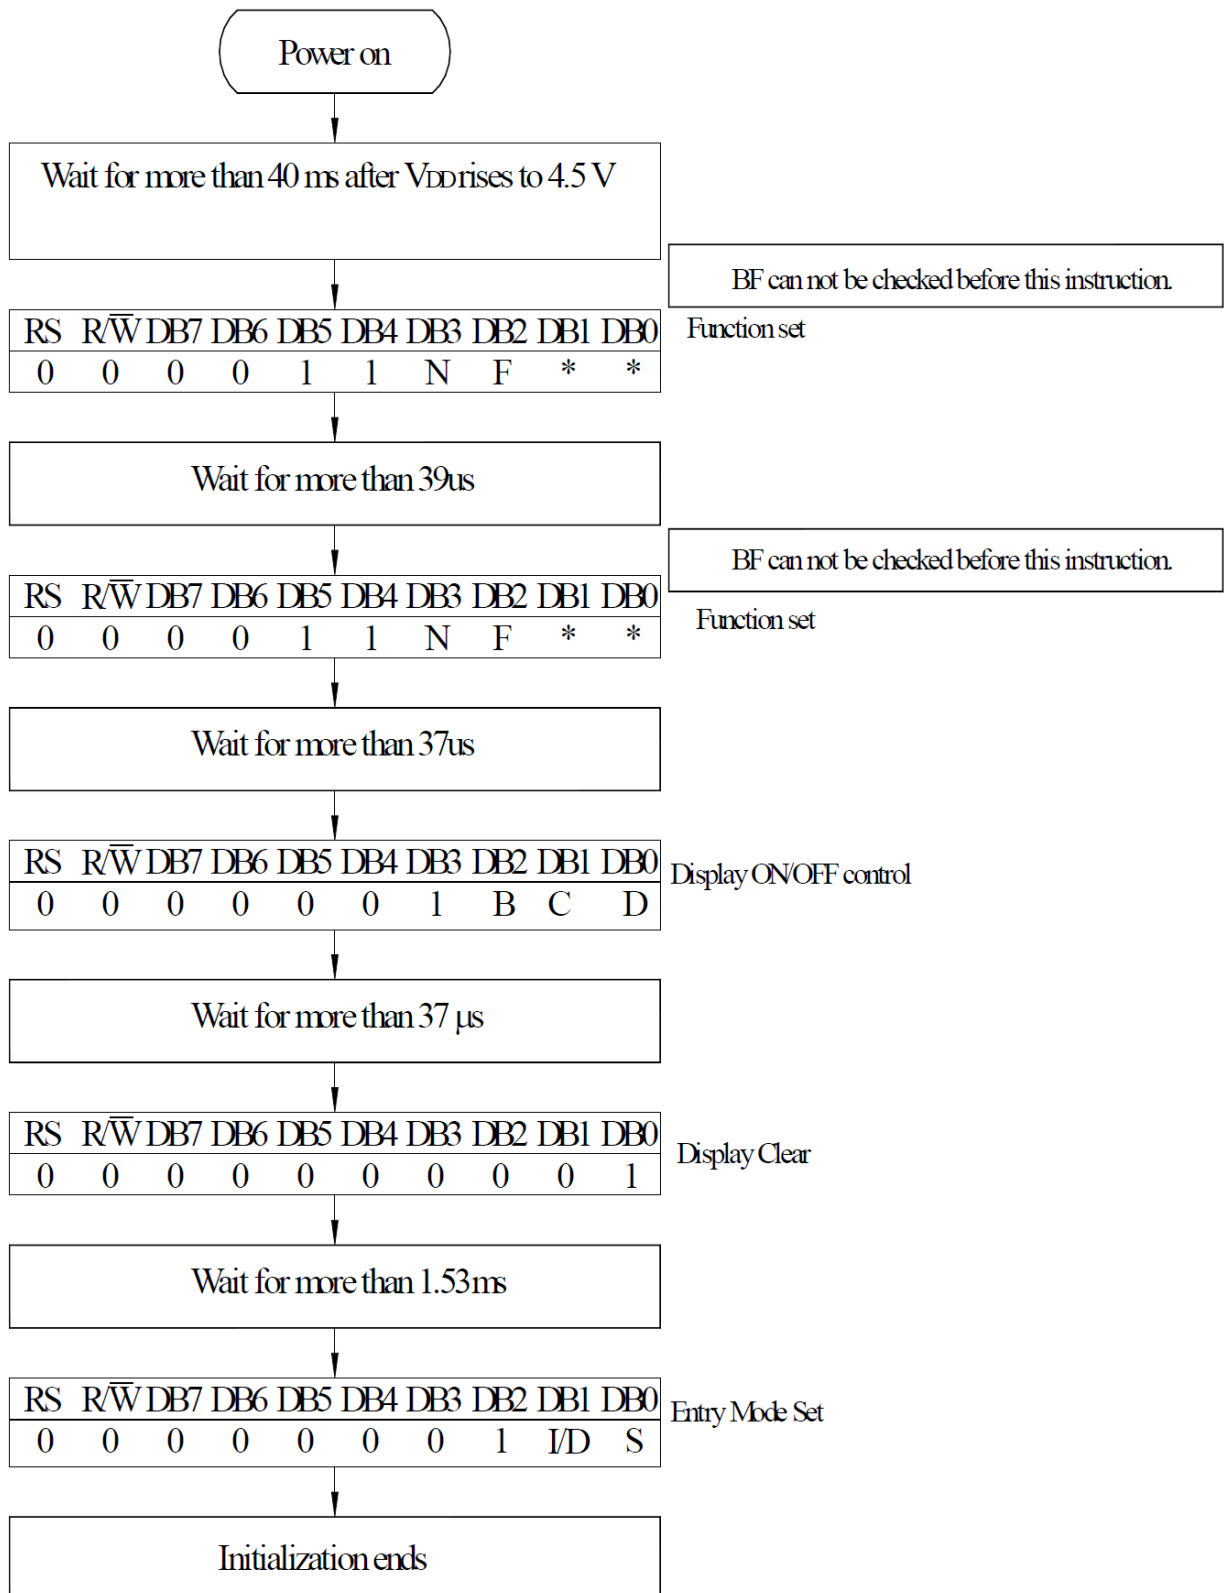 Power on
Wait for more than 40 ms after VDD rises to 4.5 V
BF can not be checked before this instruction.
RS R/W̅ DB7 DB6 DB5 DB4 DB3 DB2 DB1 DB0
Function set
0 0 0 0 1 1 N F * *
Wait for more than 39us
BF can not be checked before this instruction.
RS R/W̅ DB7 DB6 DB5 DB4 DB3 DB2 DB1 DB0
Function set
0 0 0 0 1 1 N F * *
Wait for more than 37us
RS R/W̅ DB7 DB6 DB5 DB4 DB3 DB2 DB1 DB0
Display ON/OFF control
0 0 0 0 0 0 1 B C D
Wait for more than 37 µs
RS R/W̅ DB7 DB6 DB5 DB4 DB3 DB2 DB1 DB0
Display Clear
0 0 0 0 0 0 0 0 0 1
Wait for more than 1.53ms
RS R/W̅ DB7 DB6 DB5 DB4 DB3 DB2 DB1 DB0
Entry Mode Set
0 0 0 0 0 0 0 1 I/D S
Initialization ends